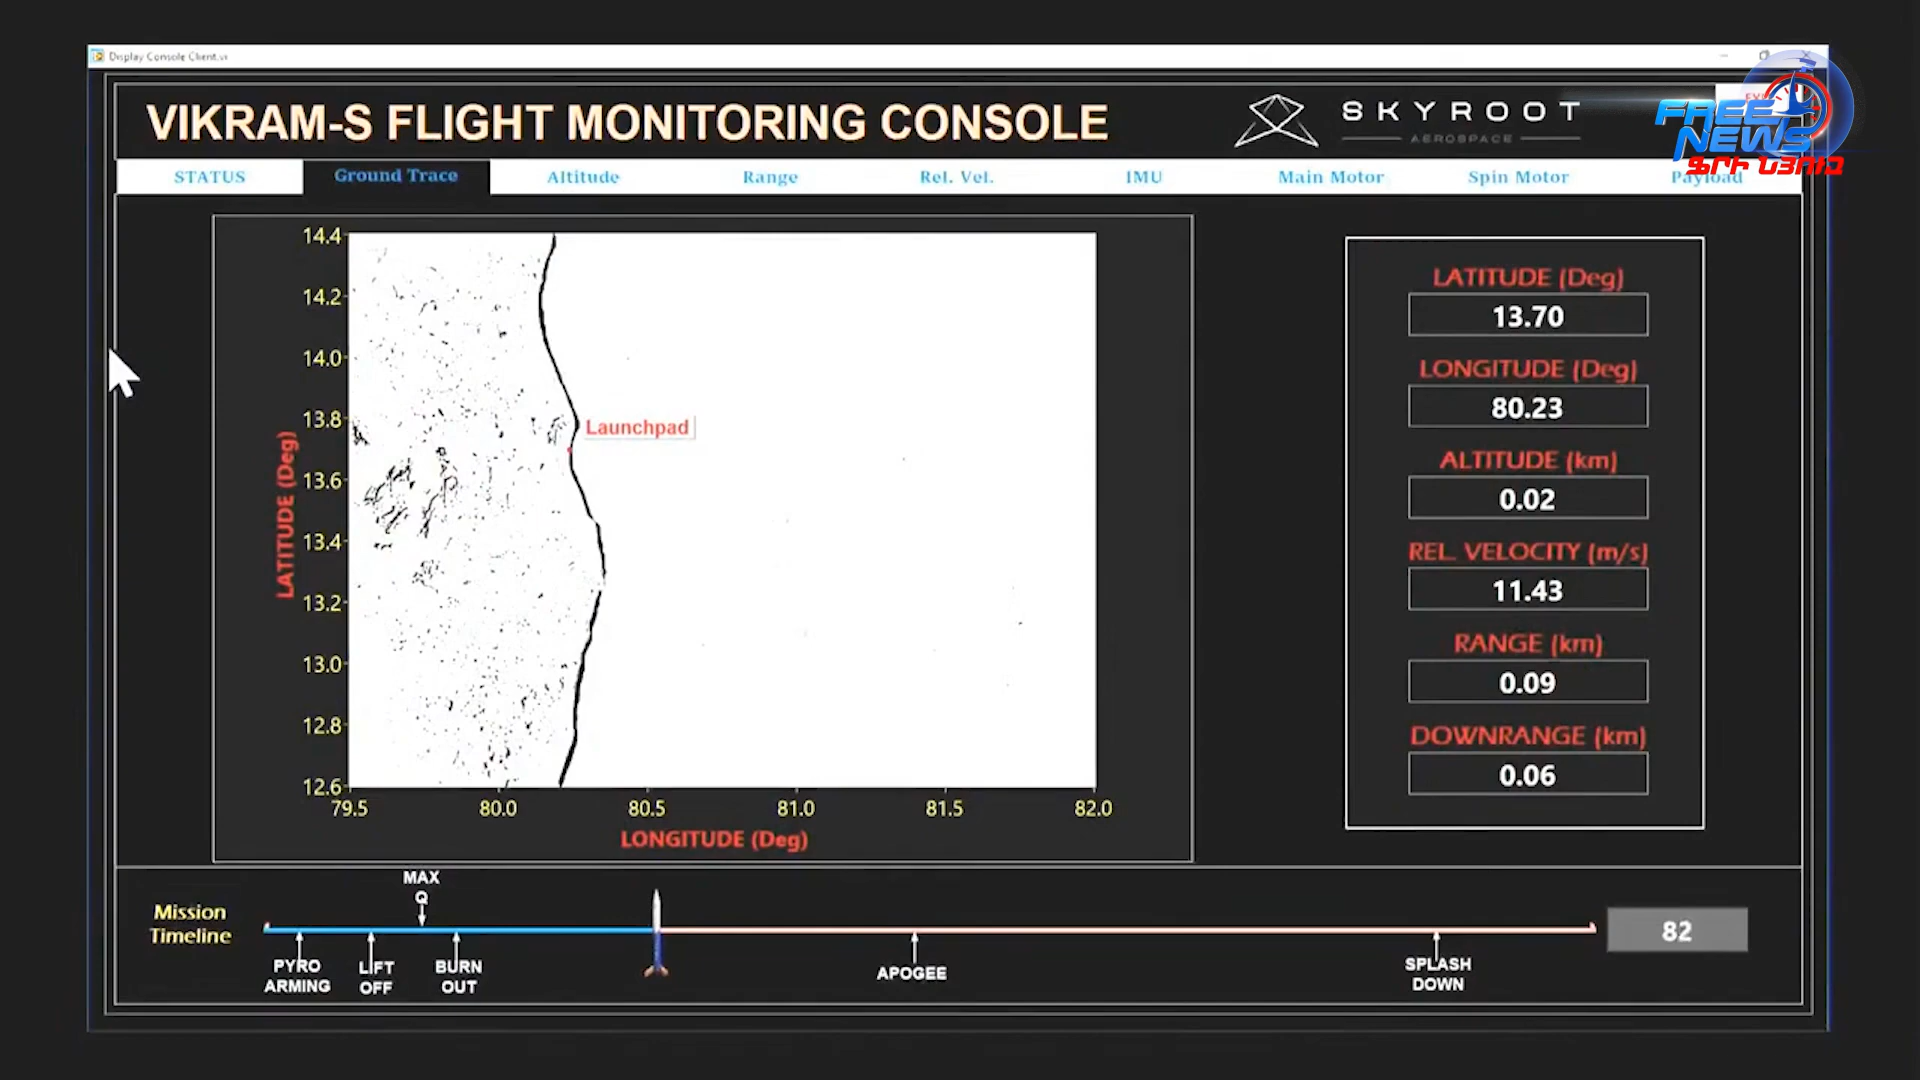 Display Console Client.vi
VIKRAM-S FLIGHT MONITORING CONSOLE
SKYROOT
AEROSPACE
FREE
NEWS
ՖՐԻ ՆՅՈՒԶ
STATUS Ground Trace Altitude Range Rel. Vel. IMU Main Motor Spin Motor Payload
14.4
14.2
14.0
13.8
13.6
13.4
13.2
13.0
12.8
12.6
LATITUDE (Deg)
Launchpad
79.5 80.0 80.5 81.0 81.5 82.0
LONGITUDE (Deg)
LATITUDE (Deg)
13.70
LONGITUDE (Deg)
80.23
ALTITUDE (km)
0.02
REL. VELOCITY (m/s)
11.43
RANGE (km)
0.09
DOWNRANGE (km)
0.06
Mission
Timeline
MAX
Q
PYRO
ARMING
LIFT
OFF
BURN
OUT
APOGEE
SPLASH
DOWN
82